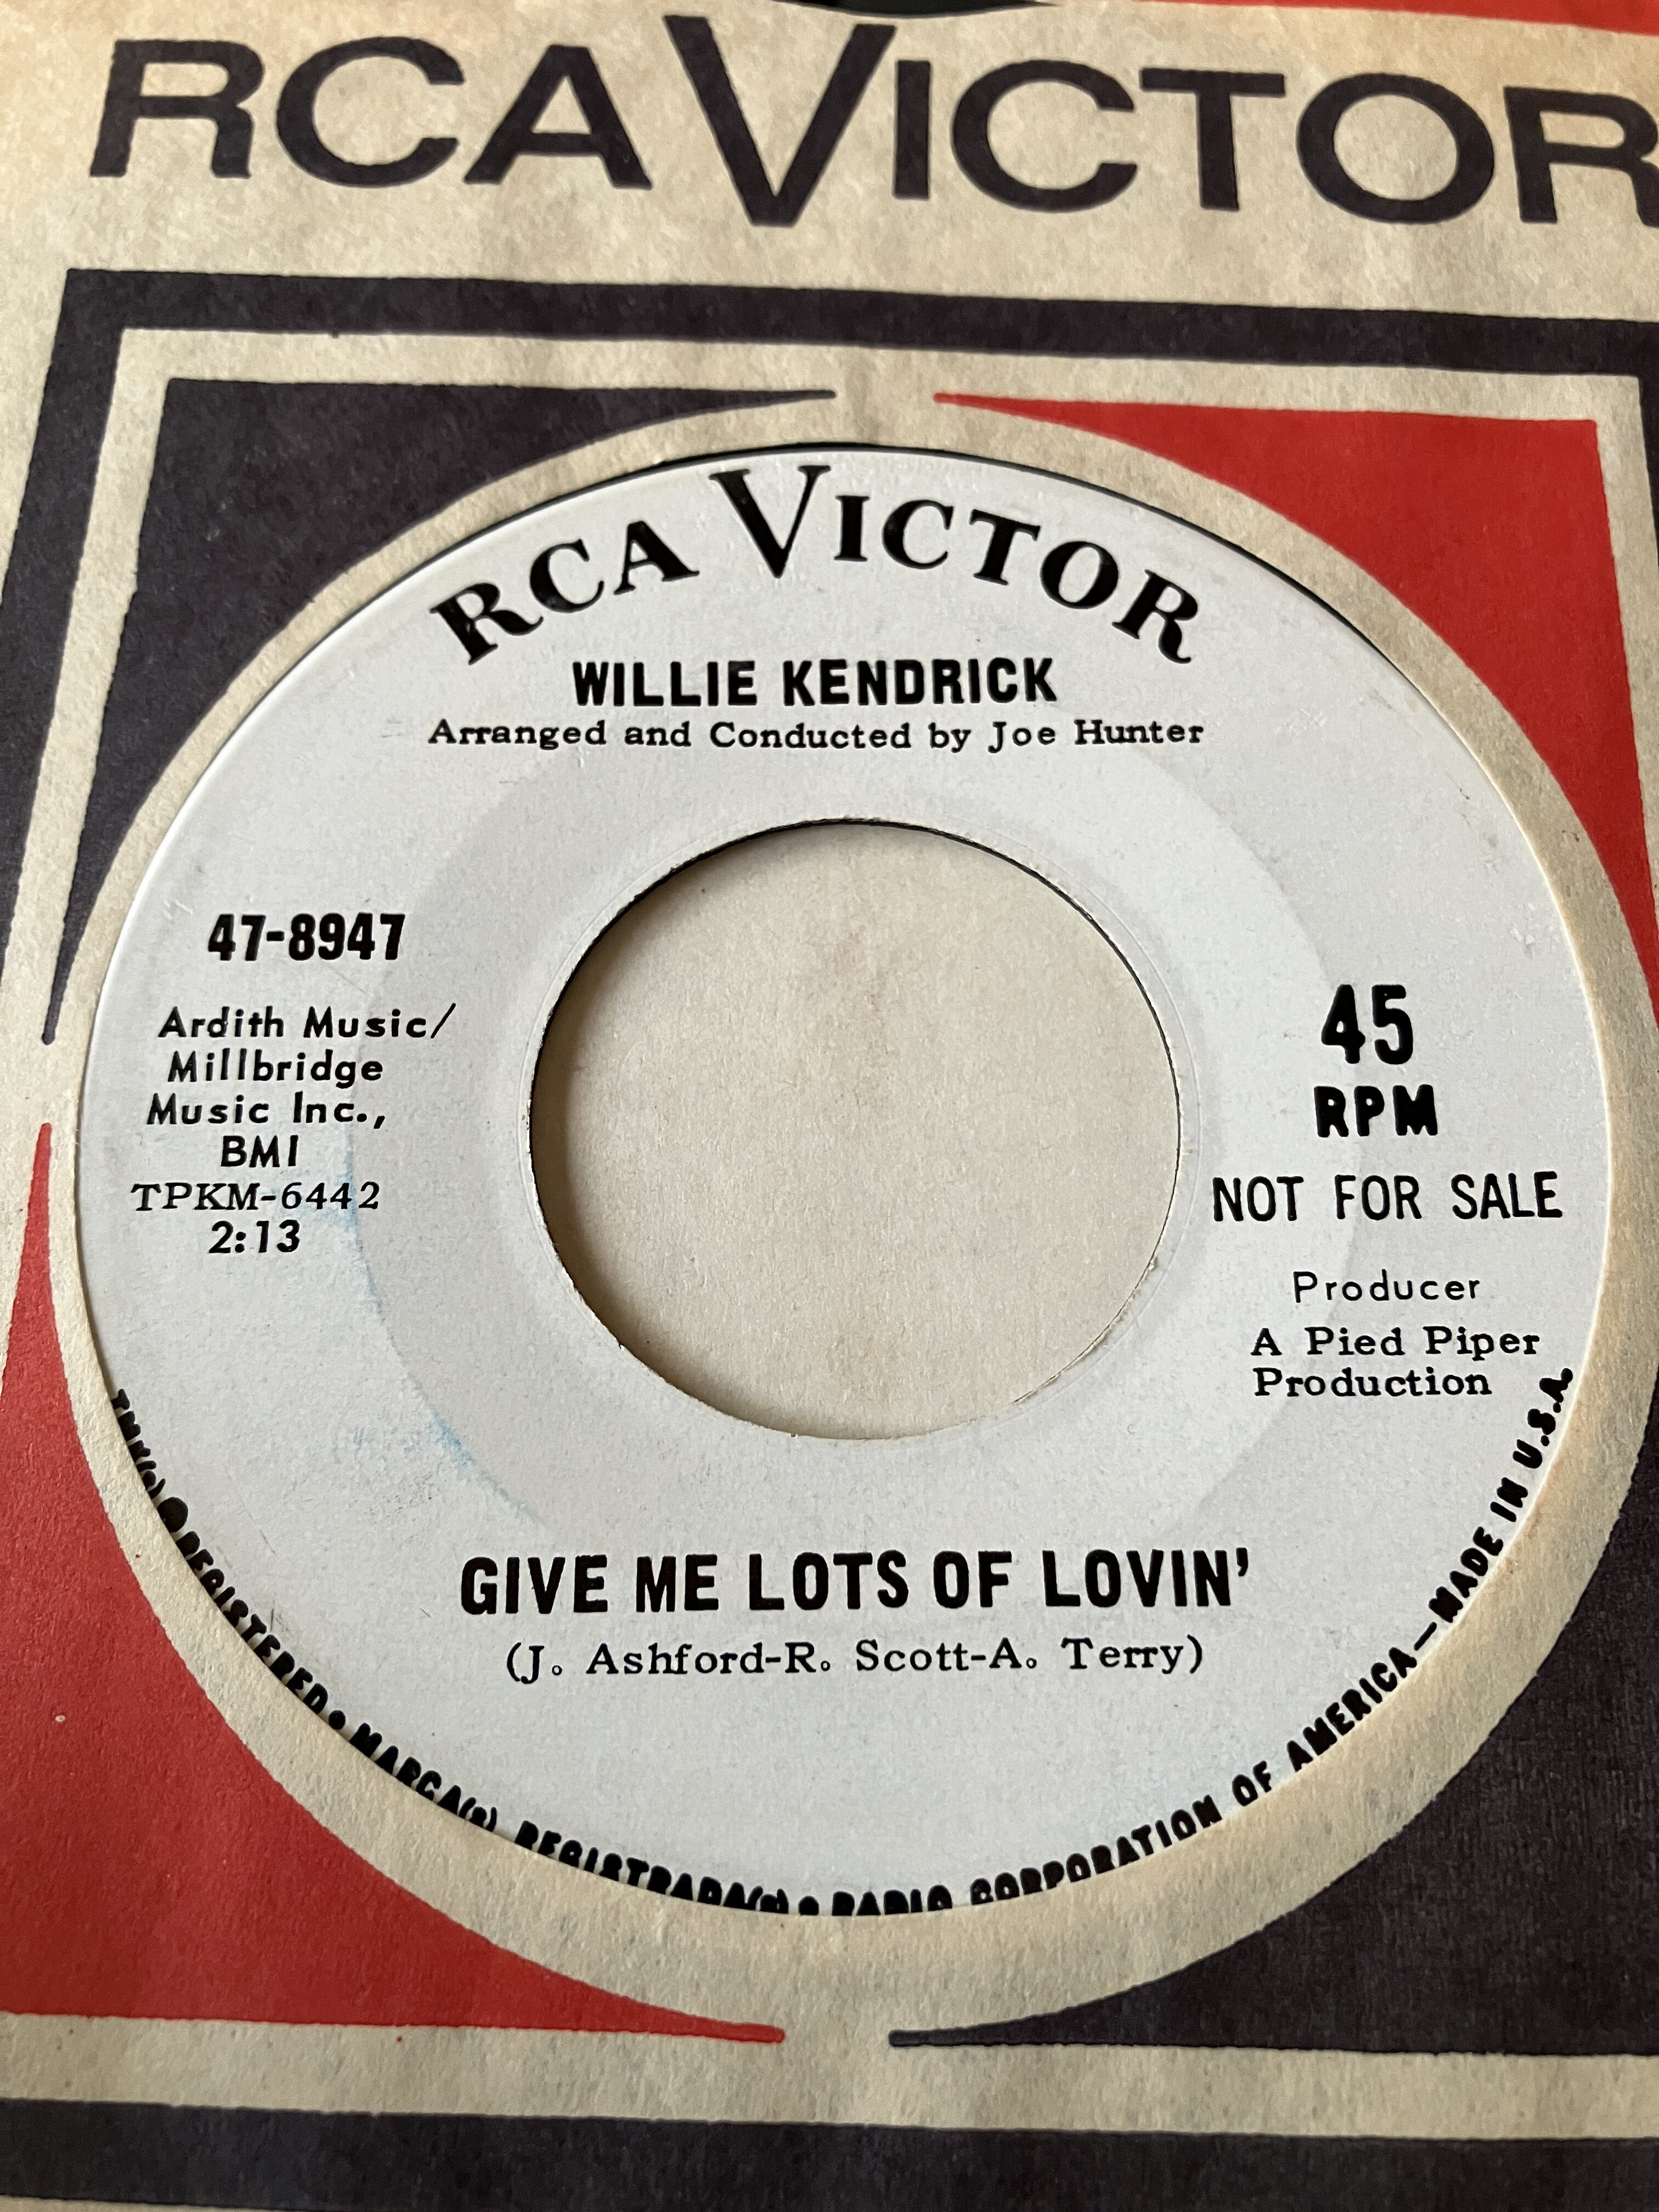 RCA VICTOR
RCA VICTOR
WILLIE KENDRICK
Arranged and Conducted by Joe Hunter
47-8947
Ardith Music/
Millbridge
Music Inc.,
BMI
TPKM-6442
2:13
45
RPM
NOT FOR SALE
Producer
A Pied Piper
Production
GIVE ME LOTS OF LOVIN'
(J. Ashford-R. Scott-A. Terry)
TMK(s) ® REGISTERED • MARCA(s) REGISTRADA(s) • RADIO CORPORATION OF AMERICA—MADE IN U.S.A.